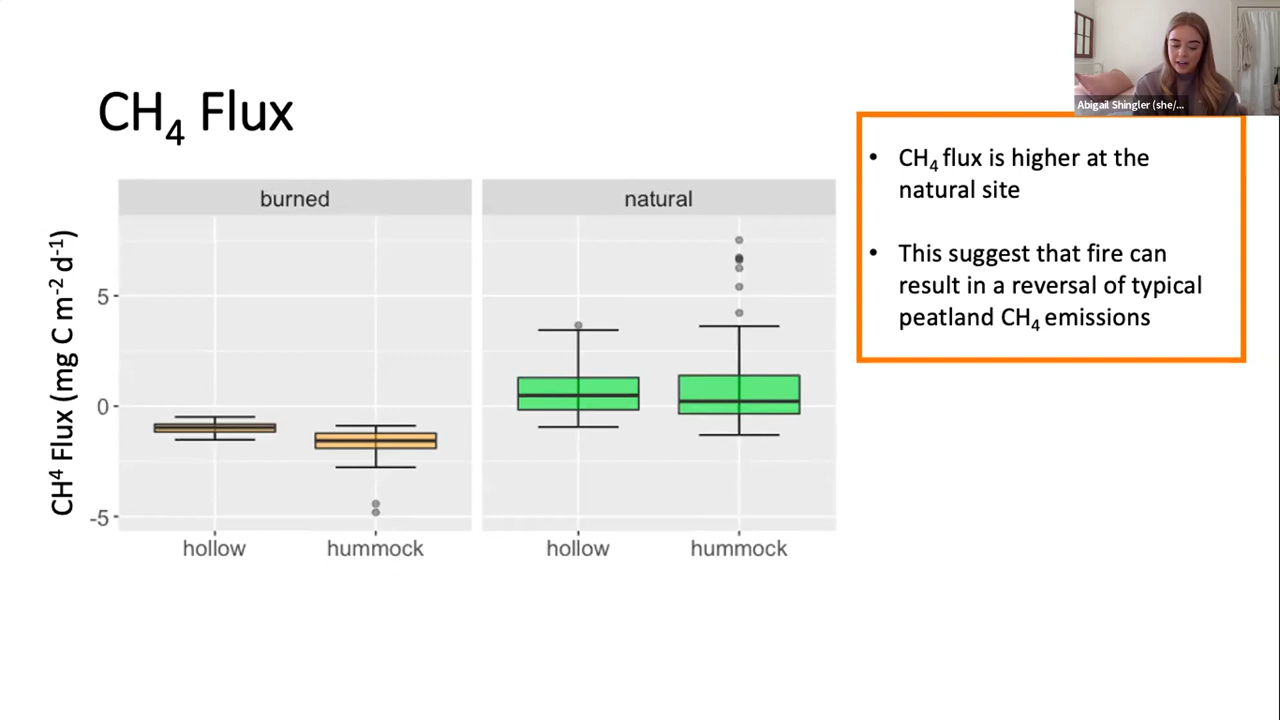 Abigail Shingler (she/...
CH₄ Flux
• CH₄ flux is higher at the
natural site
• This suggest that fire can
result in a reversal of typical
peatland CH₄ emissions
CH⁴ Flux (mg C m⁻² d⁻¹)
burned
natural
5
0
-5
hollow
hummock
hollow
hummock